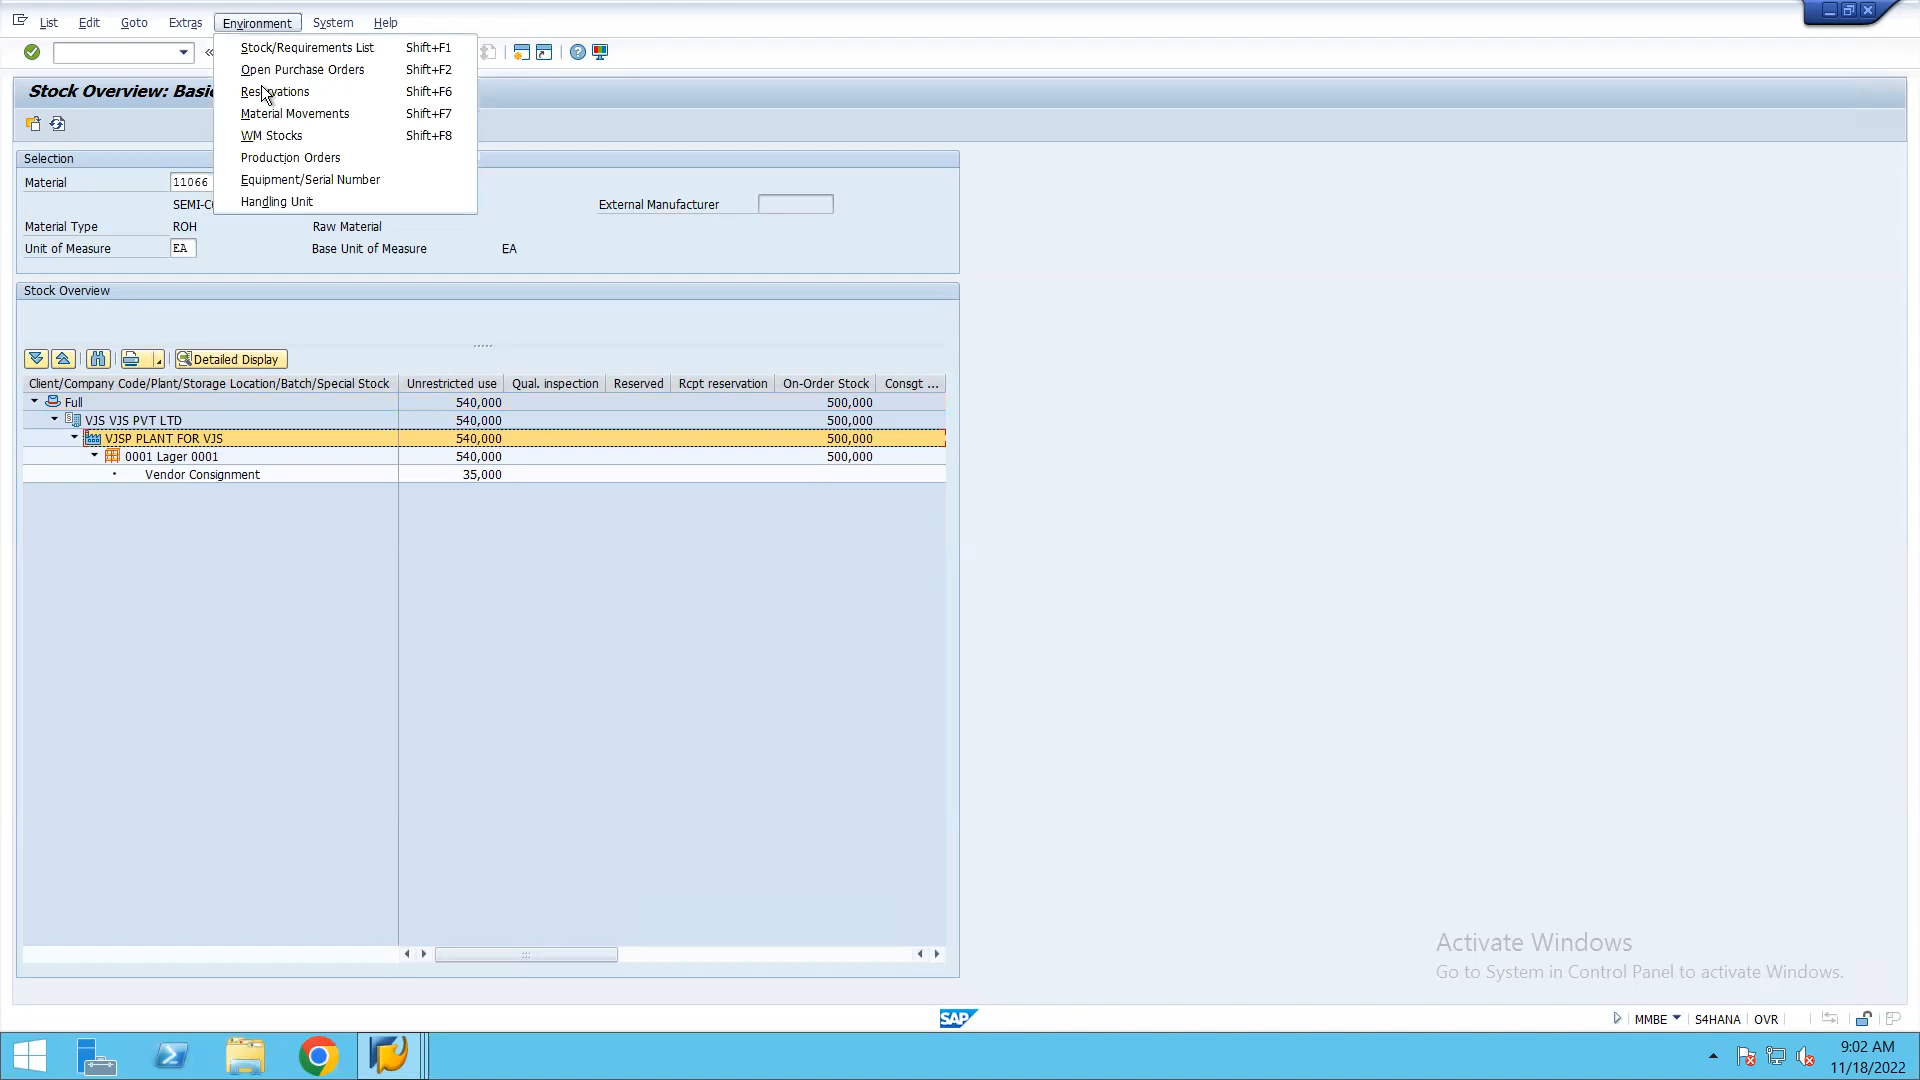 List Edit Goto Extras Environment System Help
Stock/Requirements List Shift+F1
Open Purchase Orders Shift+F2
Reservations Shift+F6
Material Movements Shift+F7
WM Stocks Shift+F8
Production Orders
Equipment/Serial Number
Handling Unit
Stock Overview: Basic
Selection
Material 11066
SEMI-C
External Manufacturer
Material Type ROH Raw Material
Unit of Measure EA Base Unit of Measure EA
Stock Overview
Detailed Display
Client/Company Code/Plant/Storage Location/Batch/Special Stock Unrestricted use Qual. inspection Reserved Rcpt reservation On-Order Stock Consgt ...
Full 540,000 500,000
VJS VJS PVT LTD 540,000 500,000
VJSP PLANT FOR VJS 540,000 500,000
0001 Lager 0001 540,000 500,000
Vendor Consignment 35,000
Activate Windows
Go to System in Control Panel to activate Windows.
SAP
MMBE S4HANA OVR
9:02 AM
11/18/2022